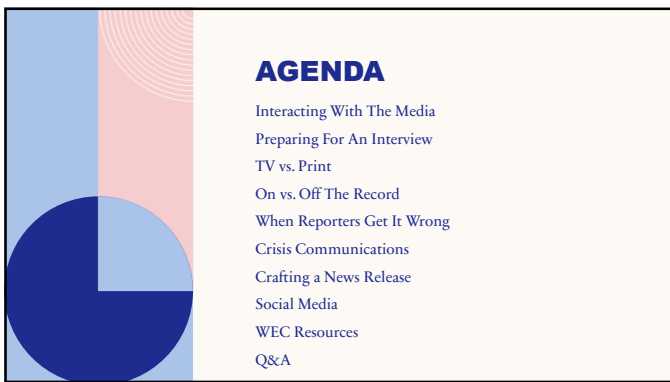 AGENDA
Interacting With The Media
Preparing For An Interview
TV vs. Print
On vs. Off The Record
When Reporters Get It Wrong
Crisis Communications
Crafting a News Release
Social Media
WEC Resources
Q&A